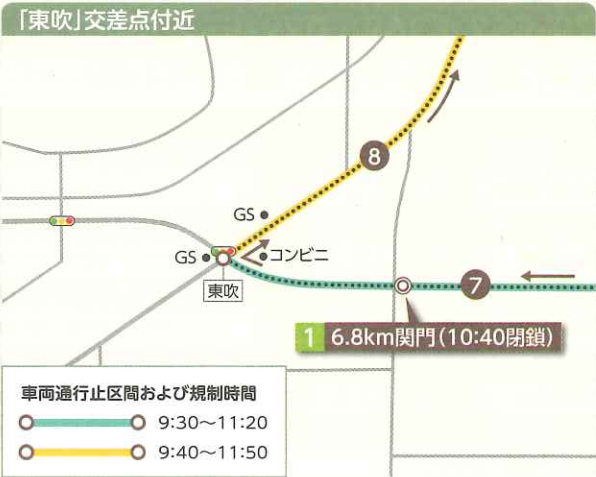 「東吹」交差点付近
8
GS
GS
コンビニ
東吹
7
1 6.8km関門(10:40閉鎖)
車両通行止区間および規制時間
9:30〜11:20
9:40〜11:50